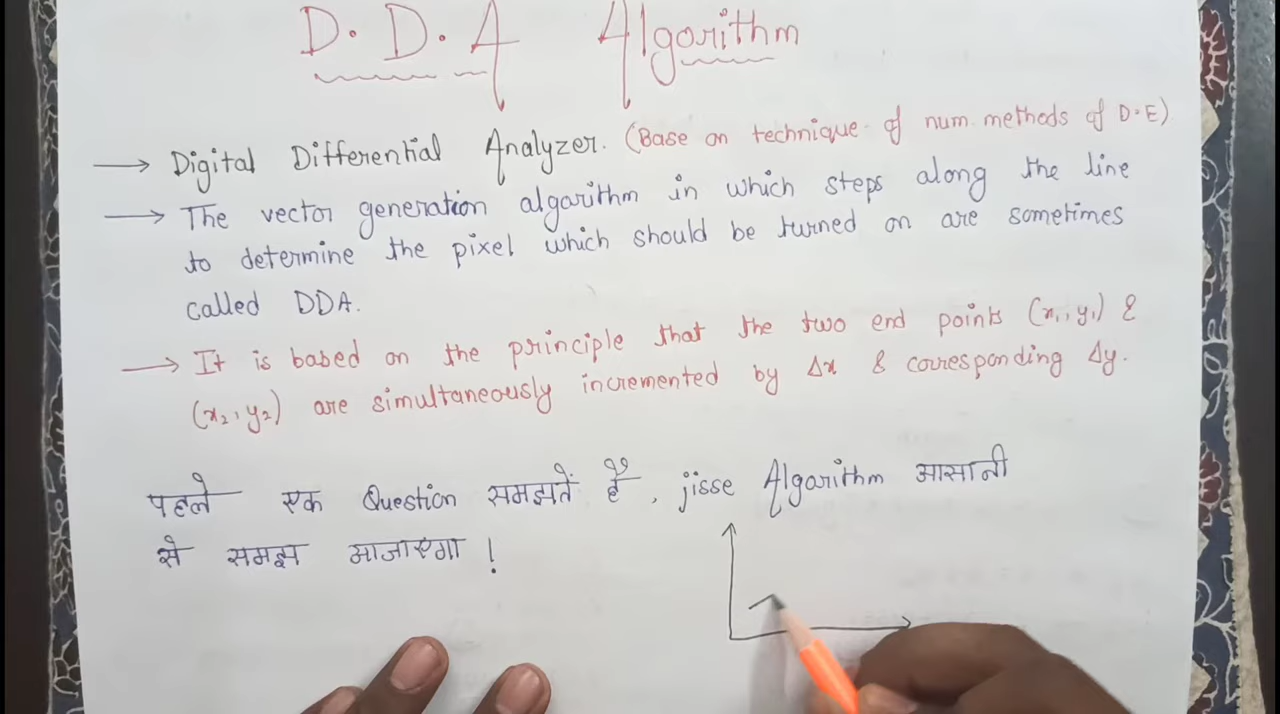 D.D.A Algorithm
→ Digital Differential Analyzer. (Base on technique of num. methods of D.E)
→ The vector generation algorithm in which steps along the line
to determine the pixel which should be turned on are sometimes
called DDA.
→ It is based on the principle that the two end points (x₁, y₁) &
(x₂, y₂) are simultaneously incremented by Δx & corresponding Δy.
पहले एक Question समझतें हैं, jisse Algorithm आसानी
से समझ आजाएगा !